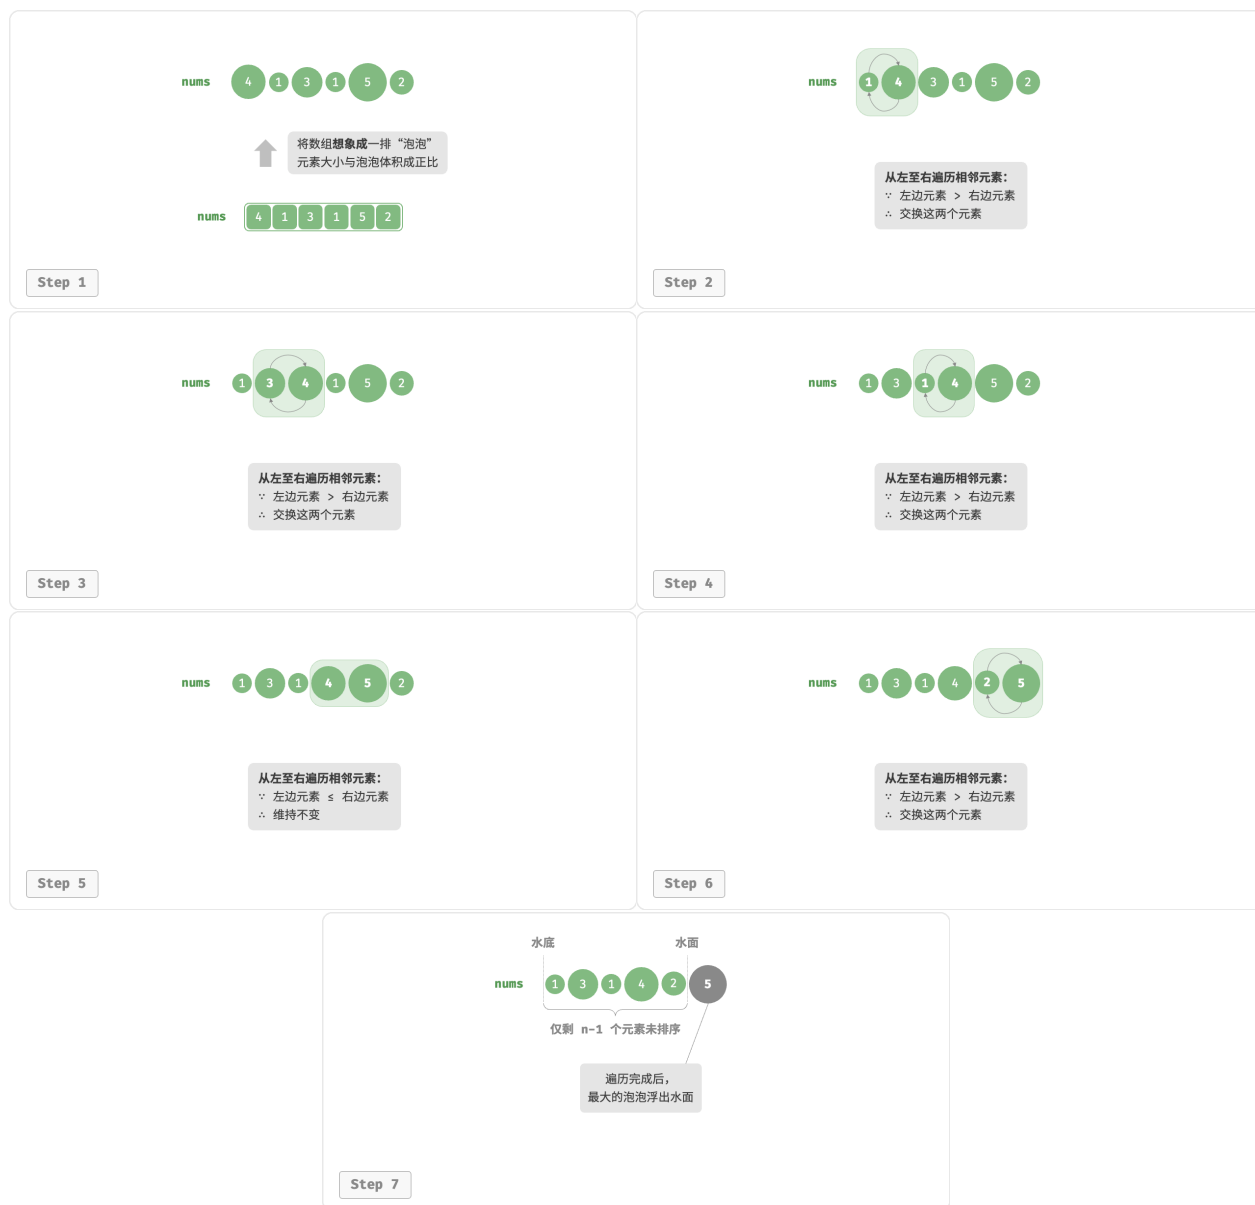 nums 4 1 3 1 5 2
将数组想象成一排“泡泡”
元素大小与泡泡体积成正比
nums 4 1 3 1 5 2
Step 1
nums 1 4 3 1 5 2
从左至右遍历相邻元素：
∵ 左边元素 > 右边元素
∴ 交换这两个元素
Step 2
nums 1 3 4 1 5 2
从左至右遍历相邻元素：
∵ 左边元素 > 右边元素
∴ 交换这两个元素
Step 3
nums 1 3 1 4 5 2
从左至右遍历相邻元素：
∵ 左边元素 > 右边元素
∴ 交换这两个元素
Step 4
nums 1 3 1 4 5 2
从左至右遍历相邻元素：
∵ 左边元素 ≤ 右边元素
∴ 维持不变
Step 5
nums 1 3 1 4 2 5
从左至右遍历相邻元素：
∵ 左边元素 > 右边元素
∴ 交换这两个元素
Step 6
水底 水面
nums 1 3 1 4 2 5
仅剩 n-1 个元素未排序
遍历完成后，
最大的泡泡浮出水面
Step 7